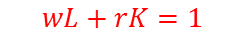 wL + rK = 1